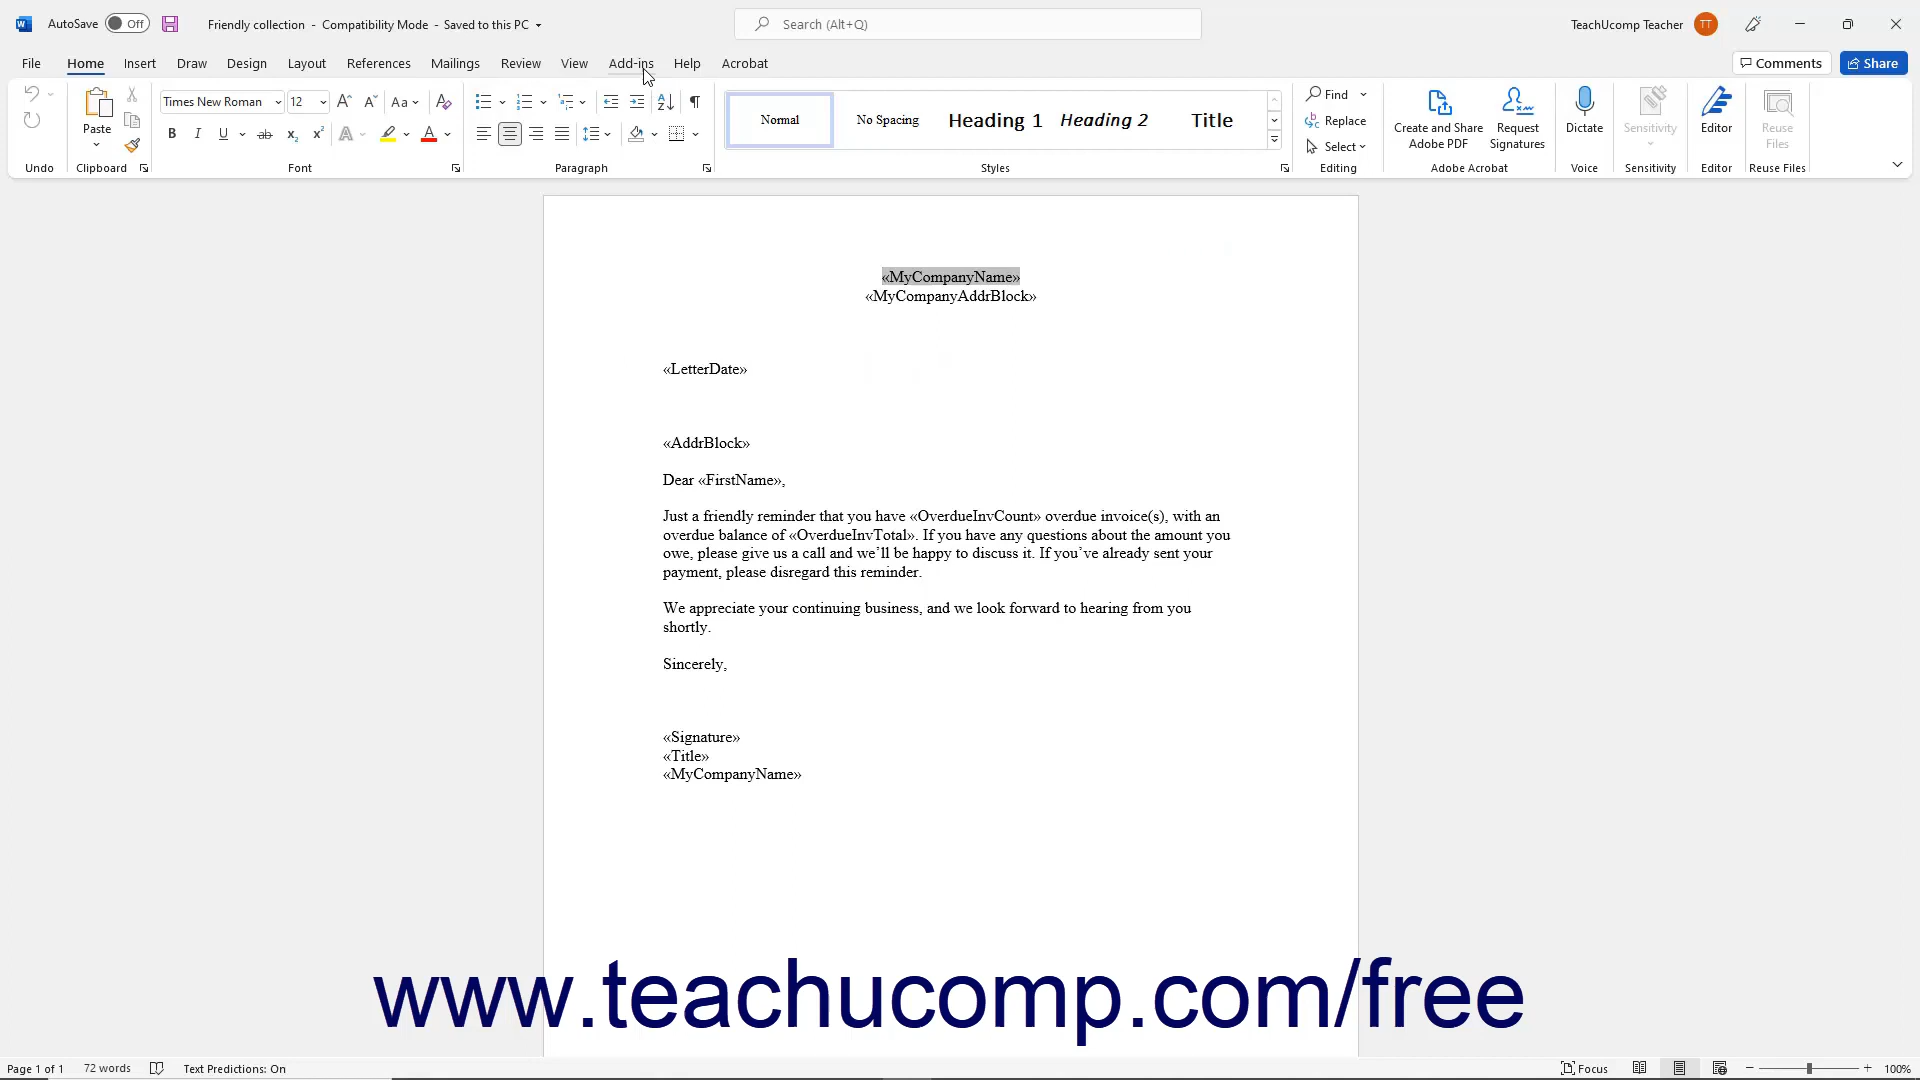 AutoSave Off Friendly collection - Compatibility Mode - Saved to this PC Search (Alt+Q) TeachUcomp Teacher TT
File Home Insert Draw Design Layout References Mailings Review View Add-ins Help Acrobat Comments Share
Times New Roman 12 Aa Find
Paste Normal No Spacing Heading 1 Heading 2 Title Replace Create and Share Adobe PDF Request Signatures Dictate Sensitivity Editor Reuse Files
B I U ab x2 x2 A A Select
Undo Clipboard Font Paragraph Styles Editing Adobe Acrobat Voice Sensitivity Editor Reuse Files
«MyCompanyName»
«MyCompanyAddrBlock»
«LetterDate»
«AddrBlock»
Dear «FirstName»,
Just a friendly reminder that you have «OverdueInvCount» overdue invoice(s), with an
overdue balance of «OverdueInvTotal». If you have any questions about the amount you
owe, please give us a call and we’ll be happy to discuss it. If you’ve already sent your
payment, please disregard this reminder.
We appreciate your continuing business, and we look forward to hearing from you
shortly.
Sincerely,
«Signature»
«Title»
«MyCompanyName»
www.teachucomp.com/free
Page 1 of 1 72 words Text Predictions: On Focus 100%